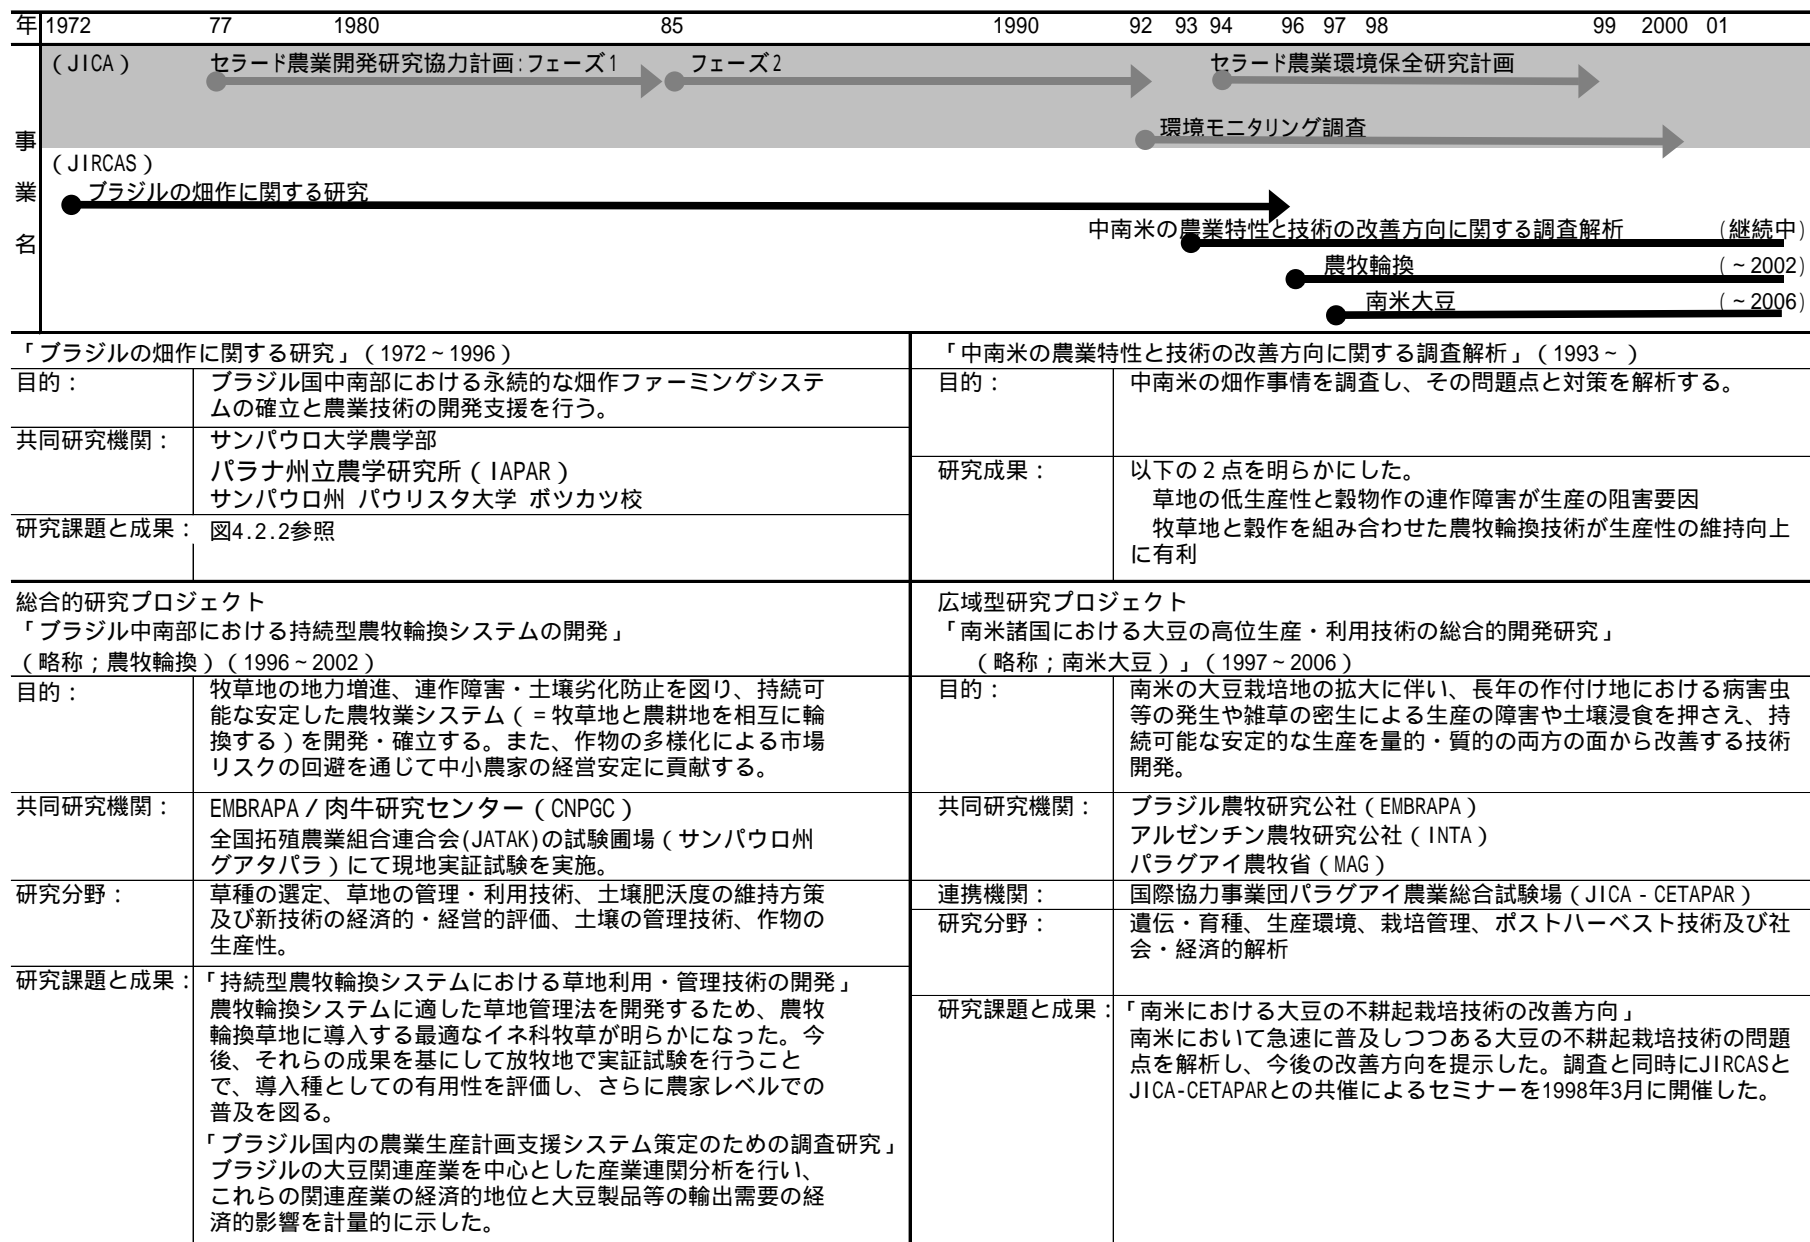 年 1972 77 1980 85 1990 92 93 94 96 97 98 99 2000 01
事業名
(JICA) セラード農業開発研究協力計画:フェーズ1 フェーズ2 セラード農業環境保全研究計画
環境モニタリング調査
(JIRCAS)
ブラジルの畑作に関する研究
中南米の農業特性と技術の改善方向に関する調査解析 (継続中)
農牧輪換 (~2002)
南米大豆 (~2006)
「ブラジルの畑作に関する研究」(1972~1996)
目的: ブラジル国中南部における永続的な畑作ファーミングシステ
ムの確立と農業技術の開発支援を行う。
共同研究機関: サンパウロ大学農学部
パラナ州立農学研究所(IAPAR)
サンパウロ州 パウリスタ大学 ボツカツ校
研究課題と成果: 図4.2.2参照
「中南米の農業特性と技術の改善方向に関する調査解析」(1993~ )
目的: 中南米の畑作事情を調査し、その問題点と対策を解析する。
研究成果: 以下の2点を明らかにした。
草地の低生産性と穀物作の連作障害が生産の阻害要因
牧草地と穀作を組み合わせた農牧輪換技術が生産性の維持向上
に有利
総合的研究プロジェクト
「ブラジル中南部における持続型農牧輪換システムの開発」
(略称;農牧輪換)(1996~2002)
目的: 牧草地の地力増進、連作障害・土壌劣化防止を図り、持続可
能な安定した農牧業システム(=牧草地と農耕地を相互に輪
換する)を開発・確立する。また、作物の多様化による市場
リスクの回避を通じて中小農家の経営安定に貢献する。
共同研究機関: EMBRAPA/肉牛研究センター(CNPGC)
全国拓殖農業組合連合会(JATAK)の試験圃場(サンパウロ州
グアタパラ)にて現地実証試験を実施。
研究分野: 草種の選定、草地の管理・利用技術、土壌肥沃度の維持方策
及び新技術の経済的・経営的評価、土壌の管理技術、作物の
生産性。
研究課題と成果: 「持続型農牧輪換システムにおける草地利用・管理技術の開発」
農牧輪換システムに適した草地管理法を開発するため、農牧
輪換草地に導入する最適なイネ科牧草が明らかになった。今
後、それらの成果を基にして放牧地で実証試験を行うこと
で、導入種としての有用性を評価し、さらに農家レベルでの
普及を図る。
「ブラジル国内の農業生産計画支援システム策定のための調査研究」
ブラジルの大豆関連産業を中心とした産業連関分析を行い、
これらの関連産業の経済的地位と大豆製品等の輸出需要の経
済的影響を計量的に示した。
広域型研究プロジェクト
「南米諸国における大豆の高位生産・利用技術の総合的開発研究」
(略称;南米大豆)」(1997~2006)
目的: 南米の大豆栽培地の拡大に伴い、長年の作付け地における病害虫
等の発生や雑草の密生による生産の障害や土壌浸食を押さえ、持
続可能な安定的な生産を量的・質的の両方の面から改善する技術
開発。
共同研究機関: ブラジル農牧研究公社(EMBRAPA)
アルゼンチン農牧研究公社(INTA)
パラグアイ農牧省(MAG)
連携機関: 国際協力事業団パラグアイ農業総合試験場(JICA-CETAPAR)
研究分野: 遺伝・育種、生産環境、栽培管理、ポストハーベスト技術及び社
会・経済的解析
研究課題と成果: 「南米における大豆の不耕起栽培技術の改善方向」
南米において急速に普及しつつある大豆の不耕起栽培技術の問題
点を解析し、今後の改善方向を提示した。調査と同時にJIRCASと
JICA-CETAPARとの共催によるセミナーを1998年3月に開催した。